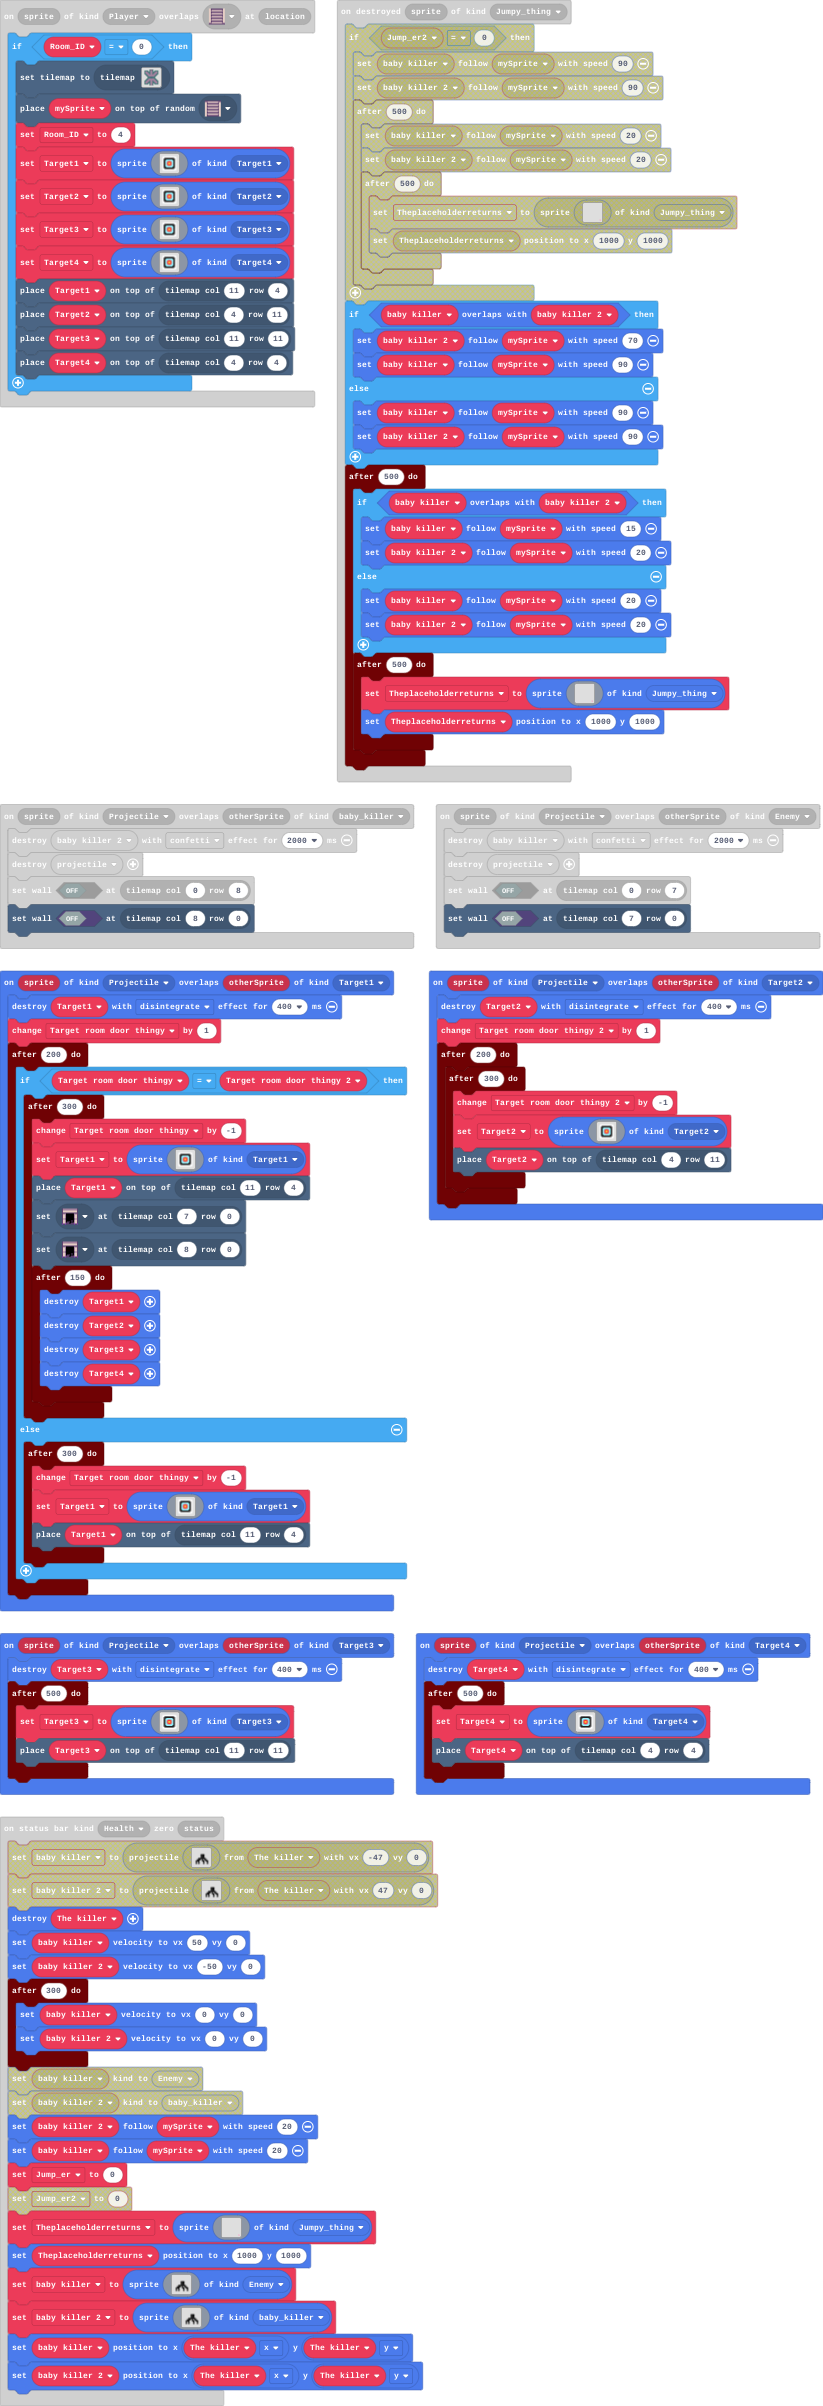 on sprite of kind Player overlaps at location
if Room_ID = 0 then
set tilemap to tilemap
place mySprite on top of random
set Room_ID to 4
set Target1 to sprite of kind Target1
set Target2 to sprite of kind Target2
set Target3 to sprite of kind Target3
set Target4 to sprite of kind Target4
place Target1 on top of tilemap col 11 row 4
place Target2 on top of tilemap col 4 row 11
place Target3 on top of tilemap col 11 row 11
place Target4 on top of tilemap col 4 row 4
on destroyed sprite of kind Jumpy_thing
if Jump_er2 = 0 then
set baby killer follow mySprite with speed 90
set baby killer 2 follow mySprite with speed 90
after 500 do
set baby killer follow mySprite with speed 20
set baby killer 2 follow mySprite with speed 20
after 500 do
set Theplaceholderreturns to sprite of kind Jumpy_thing
set Theplaceholderreturns position to x 1000 y 1000
if baby killer overlaps with baby killer 2 then
set baby killer 2 follow mySprite with speed 70
set baby killer follow mySprite with speed 90
else
set baby killer follow mySprite with speed 90
set baby killer 2 follow mySprite with speed 90
after 500 do
if baby killer overlaps with baby killer 2 then
set baby killer follow mySprite with speed 15
set baby killer 2 follow mySprite with speed 20
else
set baby killer follow mySprite with speed 20
set baby killer 2 follow mySprite with speed 20
after 500 do
set Theplaceholderreturns to sprite of kind Jumpy_thing
set Theplaceholderreturns position to x 1000 y 1000
on sprite of kind Projectile overlaps otherSprite of kind baby_killer
destroy baby killer 2 with confetti effect for 2000 ms
destroy projectile
set wall OFF at tilemap col 0 row 8
set wall OFF at tilemap col 8 row 0
on sprite of kind Projectile overlaps otherSprite of kind Enemy
destroy baby killer with confetti effect for 2000 ms
destroy projectile
set wall OFF at tilemap col 0 row 7
set wall OFF at tilemap col 7 row 0
on sprite of kind Projectile overlaps otherSprite of kind Target1
destroy Target1 with disintegrate effect for 400 ms
change Target room door thingy by 1
after 200 do
if Target room door thingy = Target room door thingy 2 then
after 300 do
change Target room door thingy by -1
set Target1 to sprite of kind Target1
place Target1 on top of tilemap col 11 row 4
set at tilemap col 7 row 0
set at tilemap col 8 row 0
after 150 do
destroy Target1
destroy Target2
destroy Target3
destroy Target4
else
after 300 do
change Target room door thingy by -1
set Target1 to sprite of kind Target1
place Target1 on top of tilemap col 11 row 4
on sprite of kind Projectile overlaps otherSprite of kind Target2
destroy Target2 with disintegrate effect for 400 ms
change Target room door thingy 2 by 1
after 200 do
after 300 do
change Target room door thingy 2 by -1
set Target2 to sprite of kind Target2
place Target2 on top of tilemap col 4 row 11
on sprite of kind Projectile overlaps otherSprite of kind Target3
destroy Target3 with disintegrate effect for 400 ms
after 500 do
set Target3 to sprite of kind Target3
place Target3 on top of tilemap col 11 row 11
on sprite of kind Projectile overlaps otherSprite of kind Target4
destroy Target4 with disintegrate effect for 400 ms
after 500 do
set Target4 to sprite of kind Target4
place Target4 on top of tilemap col 4 row 4
on status bar kind Health zero status
set baby killer to projectile from The killer with vx -47 vy 0
set baby killer 2 to projectile from The killer with vx 47 vy 0
destroy The killer
set baby killer velocity to vx 50 vy 0
set baby killer 2 velocity to vx -50 vy 0
after 300 do
set baby killer velocity to vx 0 vy 0
set baby killer 2 velocity to vx 0 vy 0
set baby killer kind to Enemy
set baby killer 2 kind to baby_killer
set baby killer 2 follow mySprite with speed 20
set baby killer follow mySprite with speed 20
set Jump_er to 0
set Jump_er2 to 0
set Theplaceholderreturns to sprite of kind Jumpy_thing
set Theplaceholderreturns position to x 1000 y 1000
set baby killer to sprite of kind Enemy
set baby killer 2 to sprite of kind baby_killer
set baby killer position to x The killer x y The killer y
set baby killer 2 position to x The killer x y The killer y